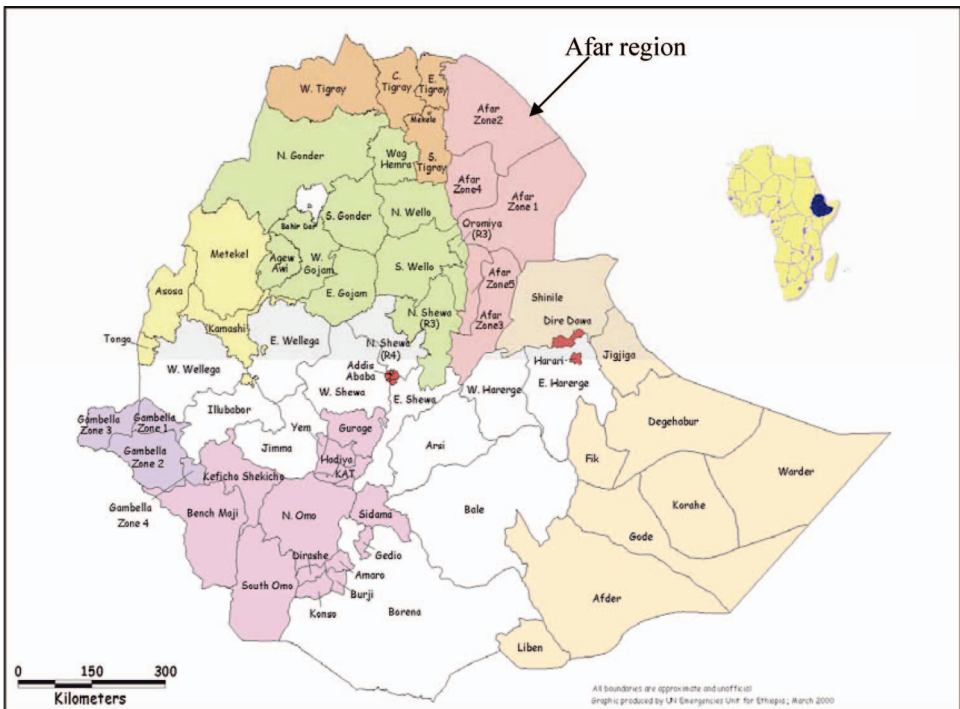 Afar region
W. Tigray
C.
Tigray
E.
Tigray
Mekele
S.
Tigray
Afar
Zone2
N. Gonder
Wag
Hemra
Afar
Zone4
Afar
Zone 1
S. Gonder
N. Wello
Oromiya
(R3)
Bahir Dar
Metekel
Agew
Awi
W.
Gojam
S. Wello
Afar
Zone5
Asosa
E. Gojam
Shinile
N. Shewa
(R3)
Afar
Zone3
Dire Dawa
Kamashi
Tongo
E. Wellega
N. Shewa
(R4)
Harari
Jigjiga
W. Wellega
Addis
Ababa
W. Shewa
E. Shewa
W. Harerge
E. Harerge
Illubabor
Gambella
Zone 3
Gambella
Zone 1
Yem
Gurage
Degehabur
Jimma
Arsi
Gambella
Zone 2
Hadiya
KAT
Fik
Warder
Keficho Shekicho
Gambella
Zone 4
Bench Maji
N. Omo
Sidama
Bale
Korahe
Gode
Gedio
Dirashe
Amaro
South Omo
Burji
Konso
Borena
Afder
Liben
0 150 300
Kilometers
All boundaries are approximate and unofficial
Graphic produced by UN Emergencies Unit for Ethiopia; March 2000